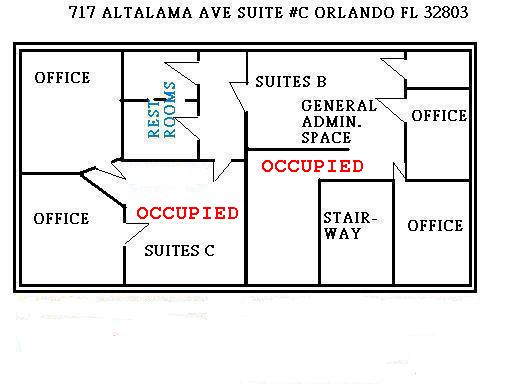 717 ALTALAMA AVE SUITE #C ORLANDO FL 32803
OFFICE
REST
ROOMS
SUITES B
GENERAL
ADMIN.
SPACE
OFFICE
OCCUPIED
OFFICE
OCCUPIED
SUITES C
STAIR-
WAY
OFFICE